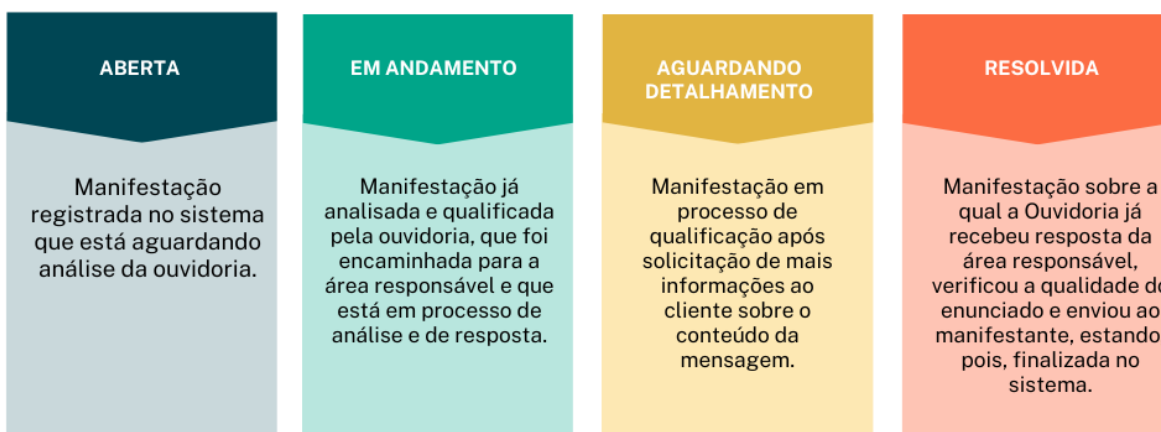 ABERTA
Manifestação
registrada no sistema
que está aguardando
análise da ouvidoria.
EM ANDAMENTO
Manifestação já
analisada e qualificada
pela ouvidoria, que foi
encaminhada para a
área responsável e que
está em processo de
análise e de resposta.
AGUARDANDO
DETALHAMENTO
Manifestação em
processo de
qualificação após
solicitação de mais
informações ao
cliente sobre o
conteúdo da
mensagem.
RESOLVIDA
Manifestação sobre a
qual a Ouvidoria já
recebeu resposta da
área responsável,
verificou a qualidade do
enunciado e enviou ao
manifestante, estando
pois, finalizada no
sistema.